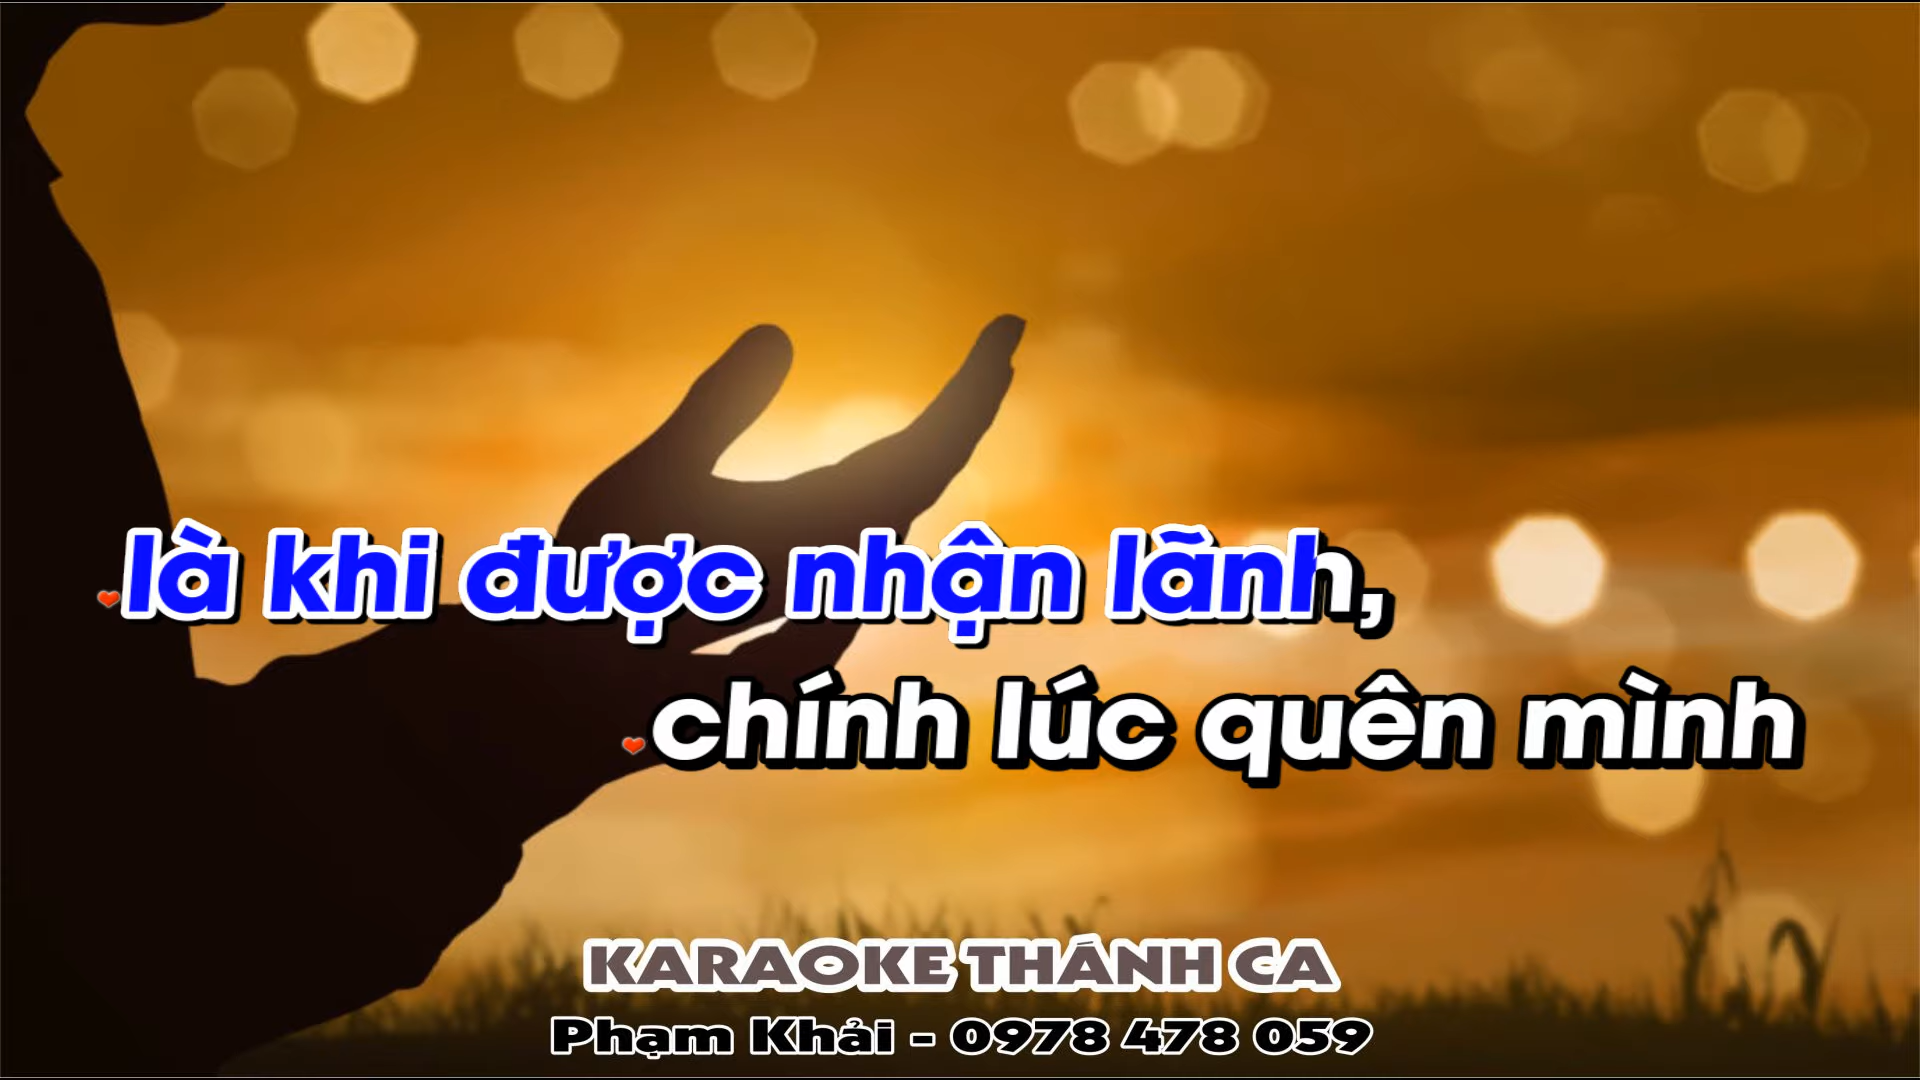 là khi được nhận lãnh,
chính lúc quên mình
KARAOKE THÁNH CA
Phạm Khải - 0978 478 059